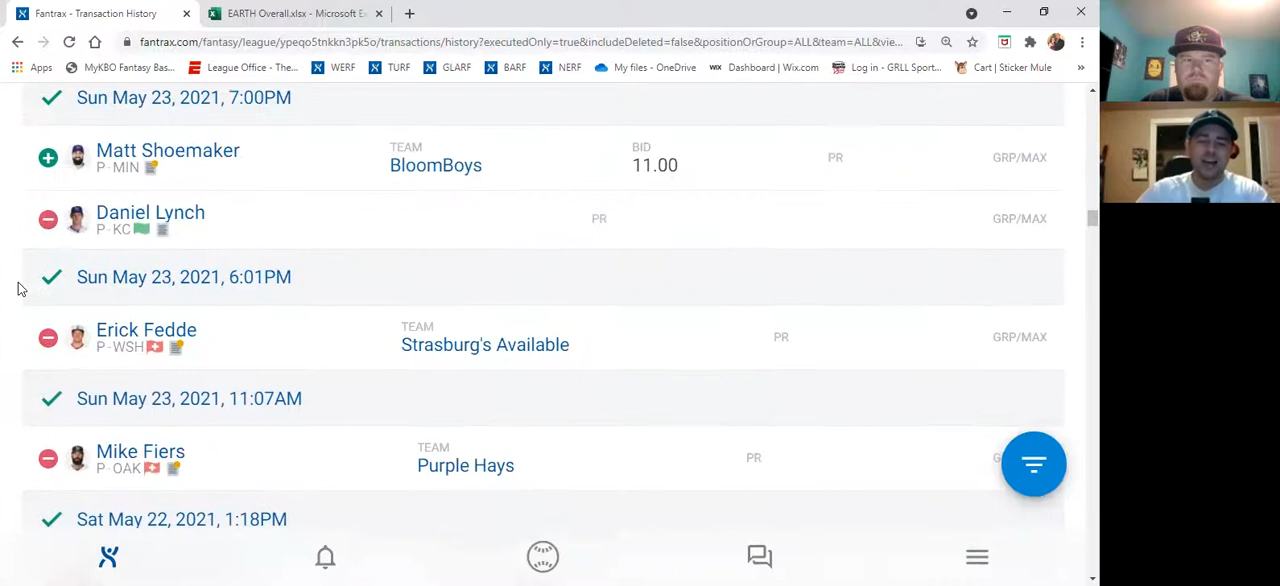 Fantrax - Transaction History
EARTH Overall.xlsx - Microsoft E
fantrax.com/fantasy/league/ypeqo5tnkkn3pk5o/transactions/history?executedOnly=true&includeDeleted=false&positionOrGroup=ALL&team=ALL&vie...
Apps MyKBO Fantasy Bas... League Office - The... WERF TURF GLARF BARF NERF My files - OneDrive WIX Dashboard | Wix.com Log in - GRLL Sport... Cart | Sticker Mule »
Sun May 23, 2021, 7:00PM
Matt Shoemaker
P - MIN
TEAM
BloomBoys
BID
11.00
PR
GRP/MAX
Daniel Lynch
P - KC
PR
GRP/MAX
Sun May 23, 2021, 6:01PM
Erick Fedde
P - WSH
TEAM
Strasburg's Available
PR
GRP/MAX
Sun May 23, 2021, 11:07AM
Mike Fiers
P - OAK
TEAM
Purple Hays
PR
Sat May 22, 2021, 1:18PM